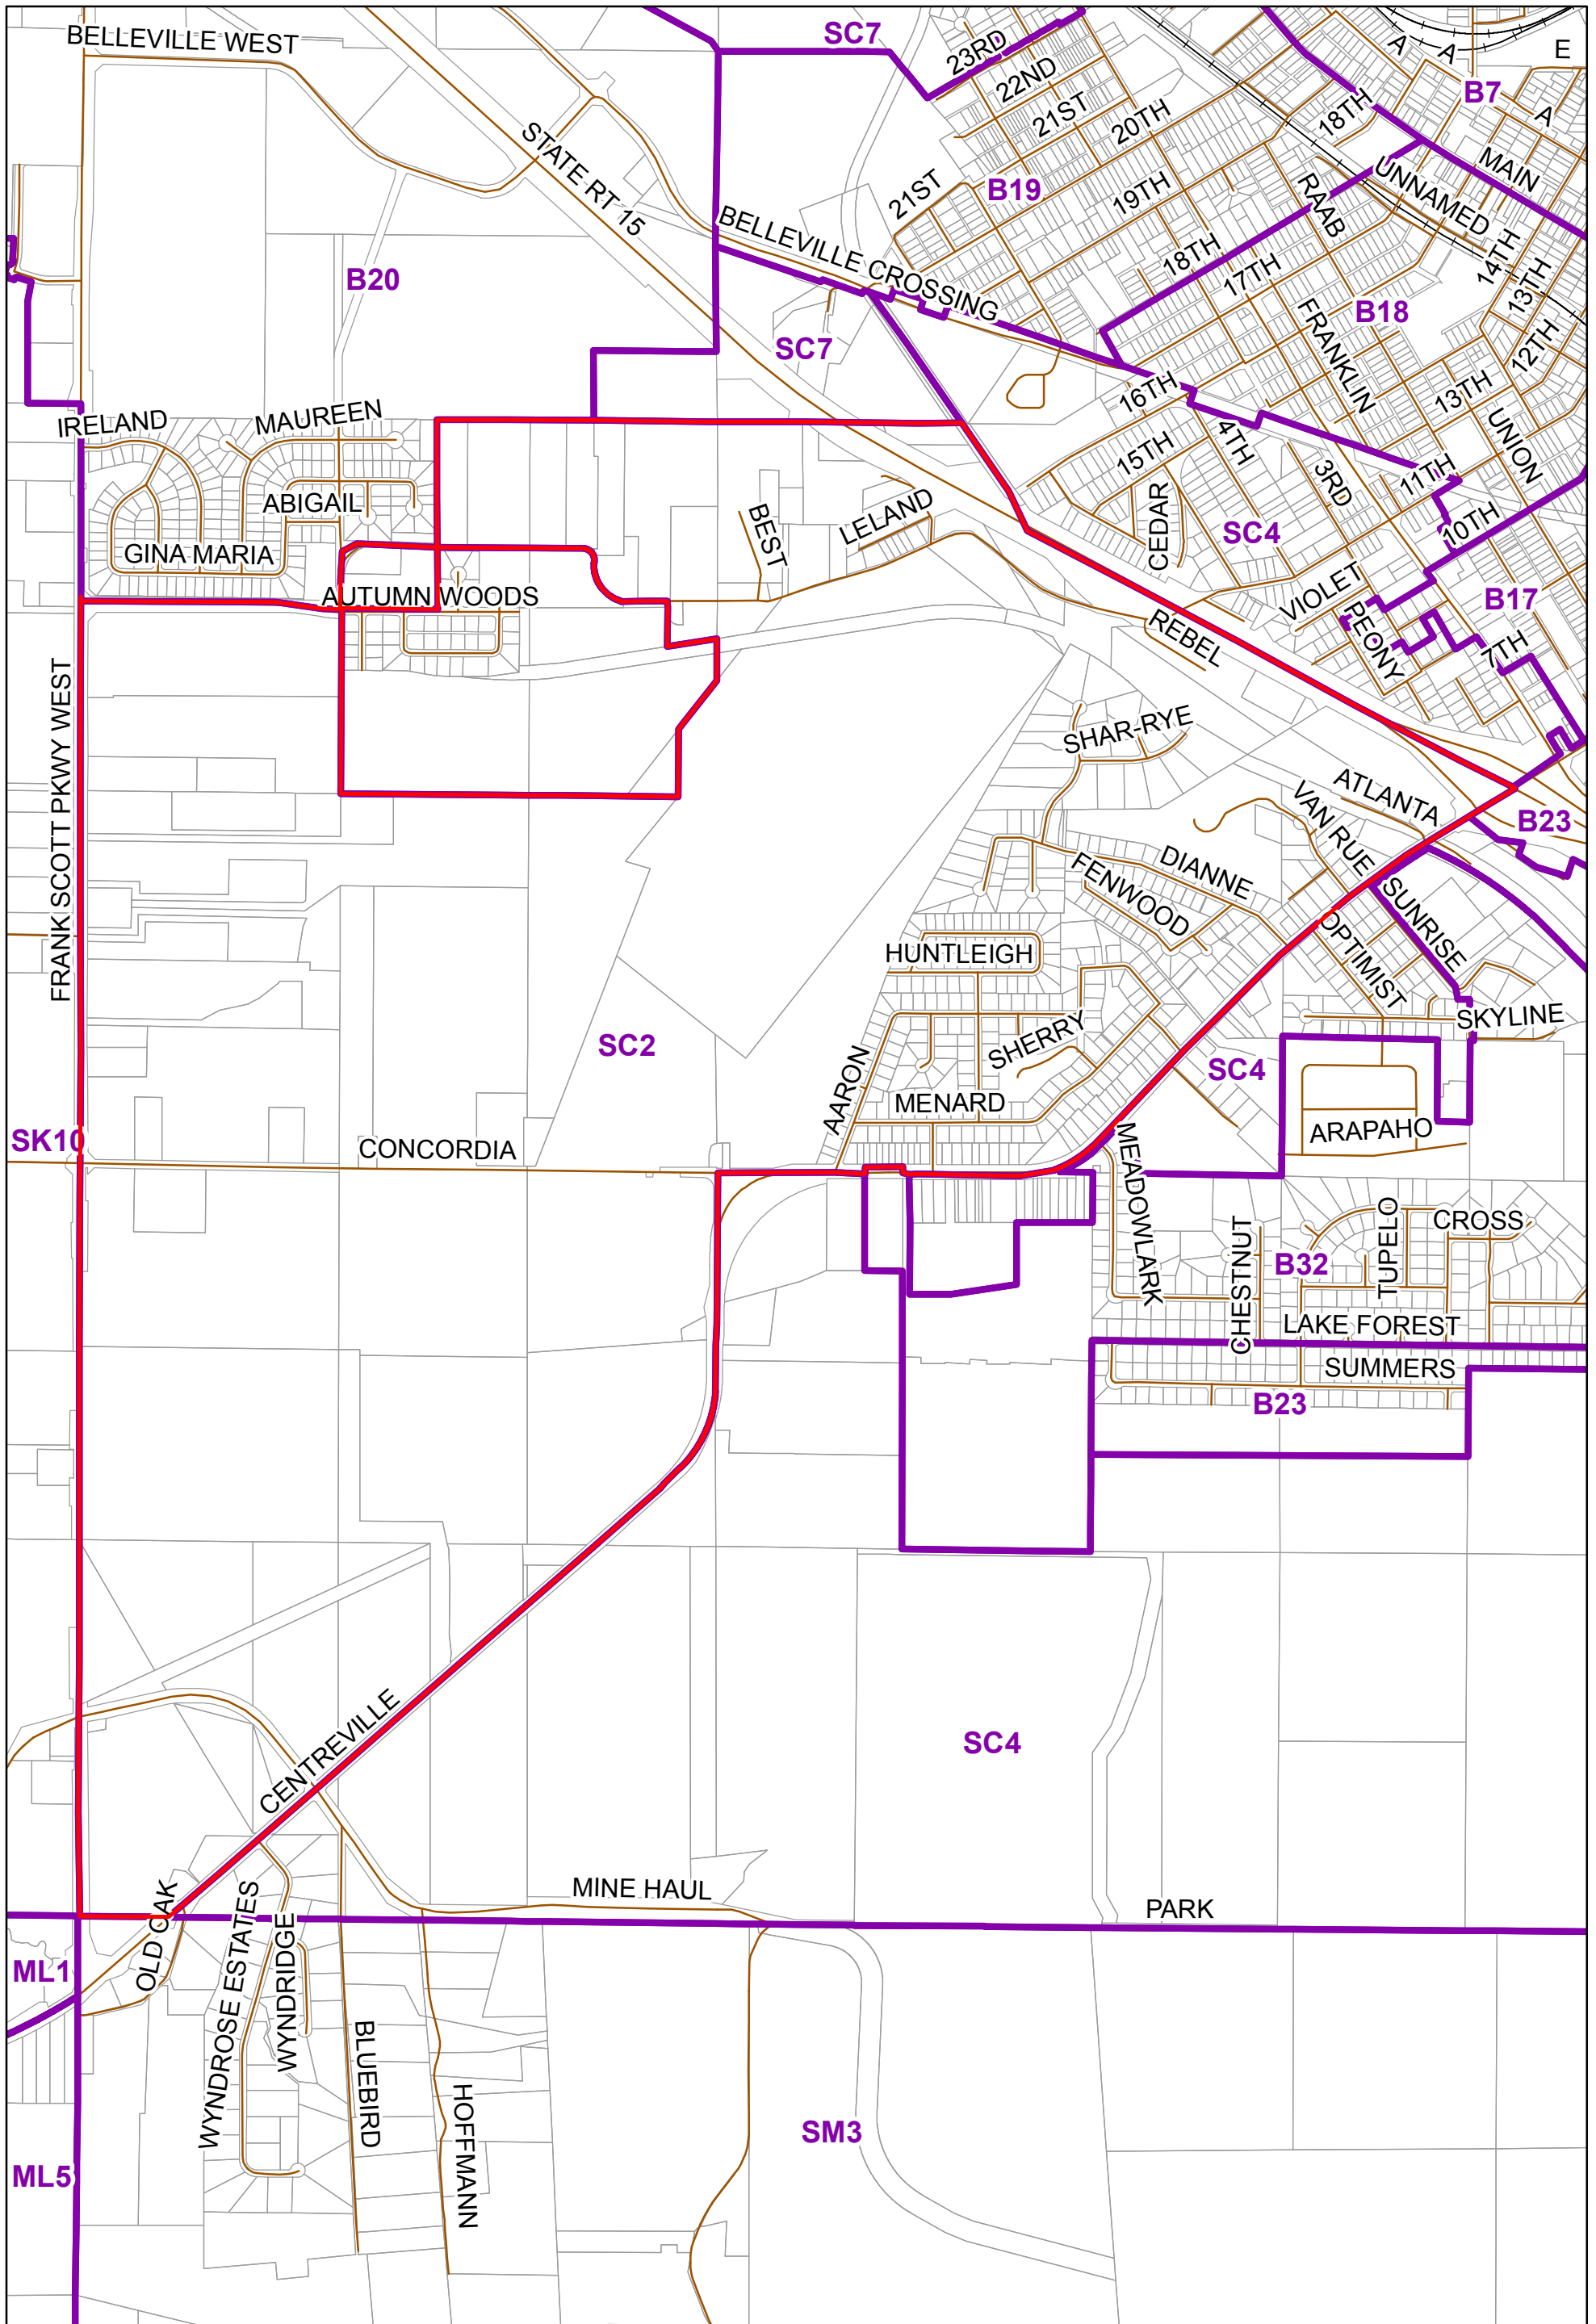 BELLEVILLE WEST
SC7
23RD
22ND
21ST
20TH
18TH
A
A
E
B7
A
MAIN
UNNAMED
STATE RT 15
21ST
B19
19TH
RAAB
14TH
13TH
12TH
B20
BELLEVILLE CROSSING
18TH
17TH
B18
SC7
FRANKLIN
IRELAND
MAUREEN
16TH
13TH
UNION
ABIGAIL
15TH
4TH
3RD
11TH
10TH
GINA MARIA
BEST
LELAND
CEDAR
SC4
AUTUMN WOODS
VIOLET
B17
REBEL
PEONY
7TH
FRANK SCOTT PKWY WEST
SHAR-RYE
ATLANTA
VAN RUE
B23
DIANNE
FENWOOD
SUNRISE
HUNTLEIGH
OPTIMIST
SKYLINE
SC2
SHERRY
SC4
AARON
MENARD
ARAPAHO
SK10
CONCORDIA
MEADOWLARK
CHESTNUT
TUPELO
CROSS
B32
LAKE FOREST
SUMMERS
B23
CENTREVILLE
SC4
MINE HAUL
PARK
OLD OAK
WYNDROSE ESTATES
WYNDRIDGE
ML1
BLUEBIRD
HOFFMANN
SM3
ML5